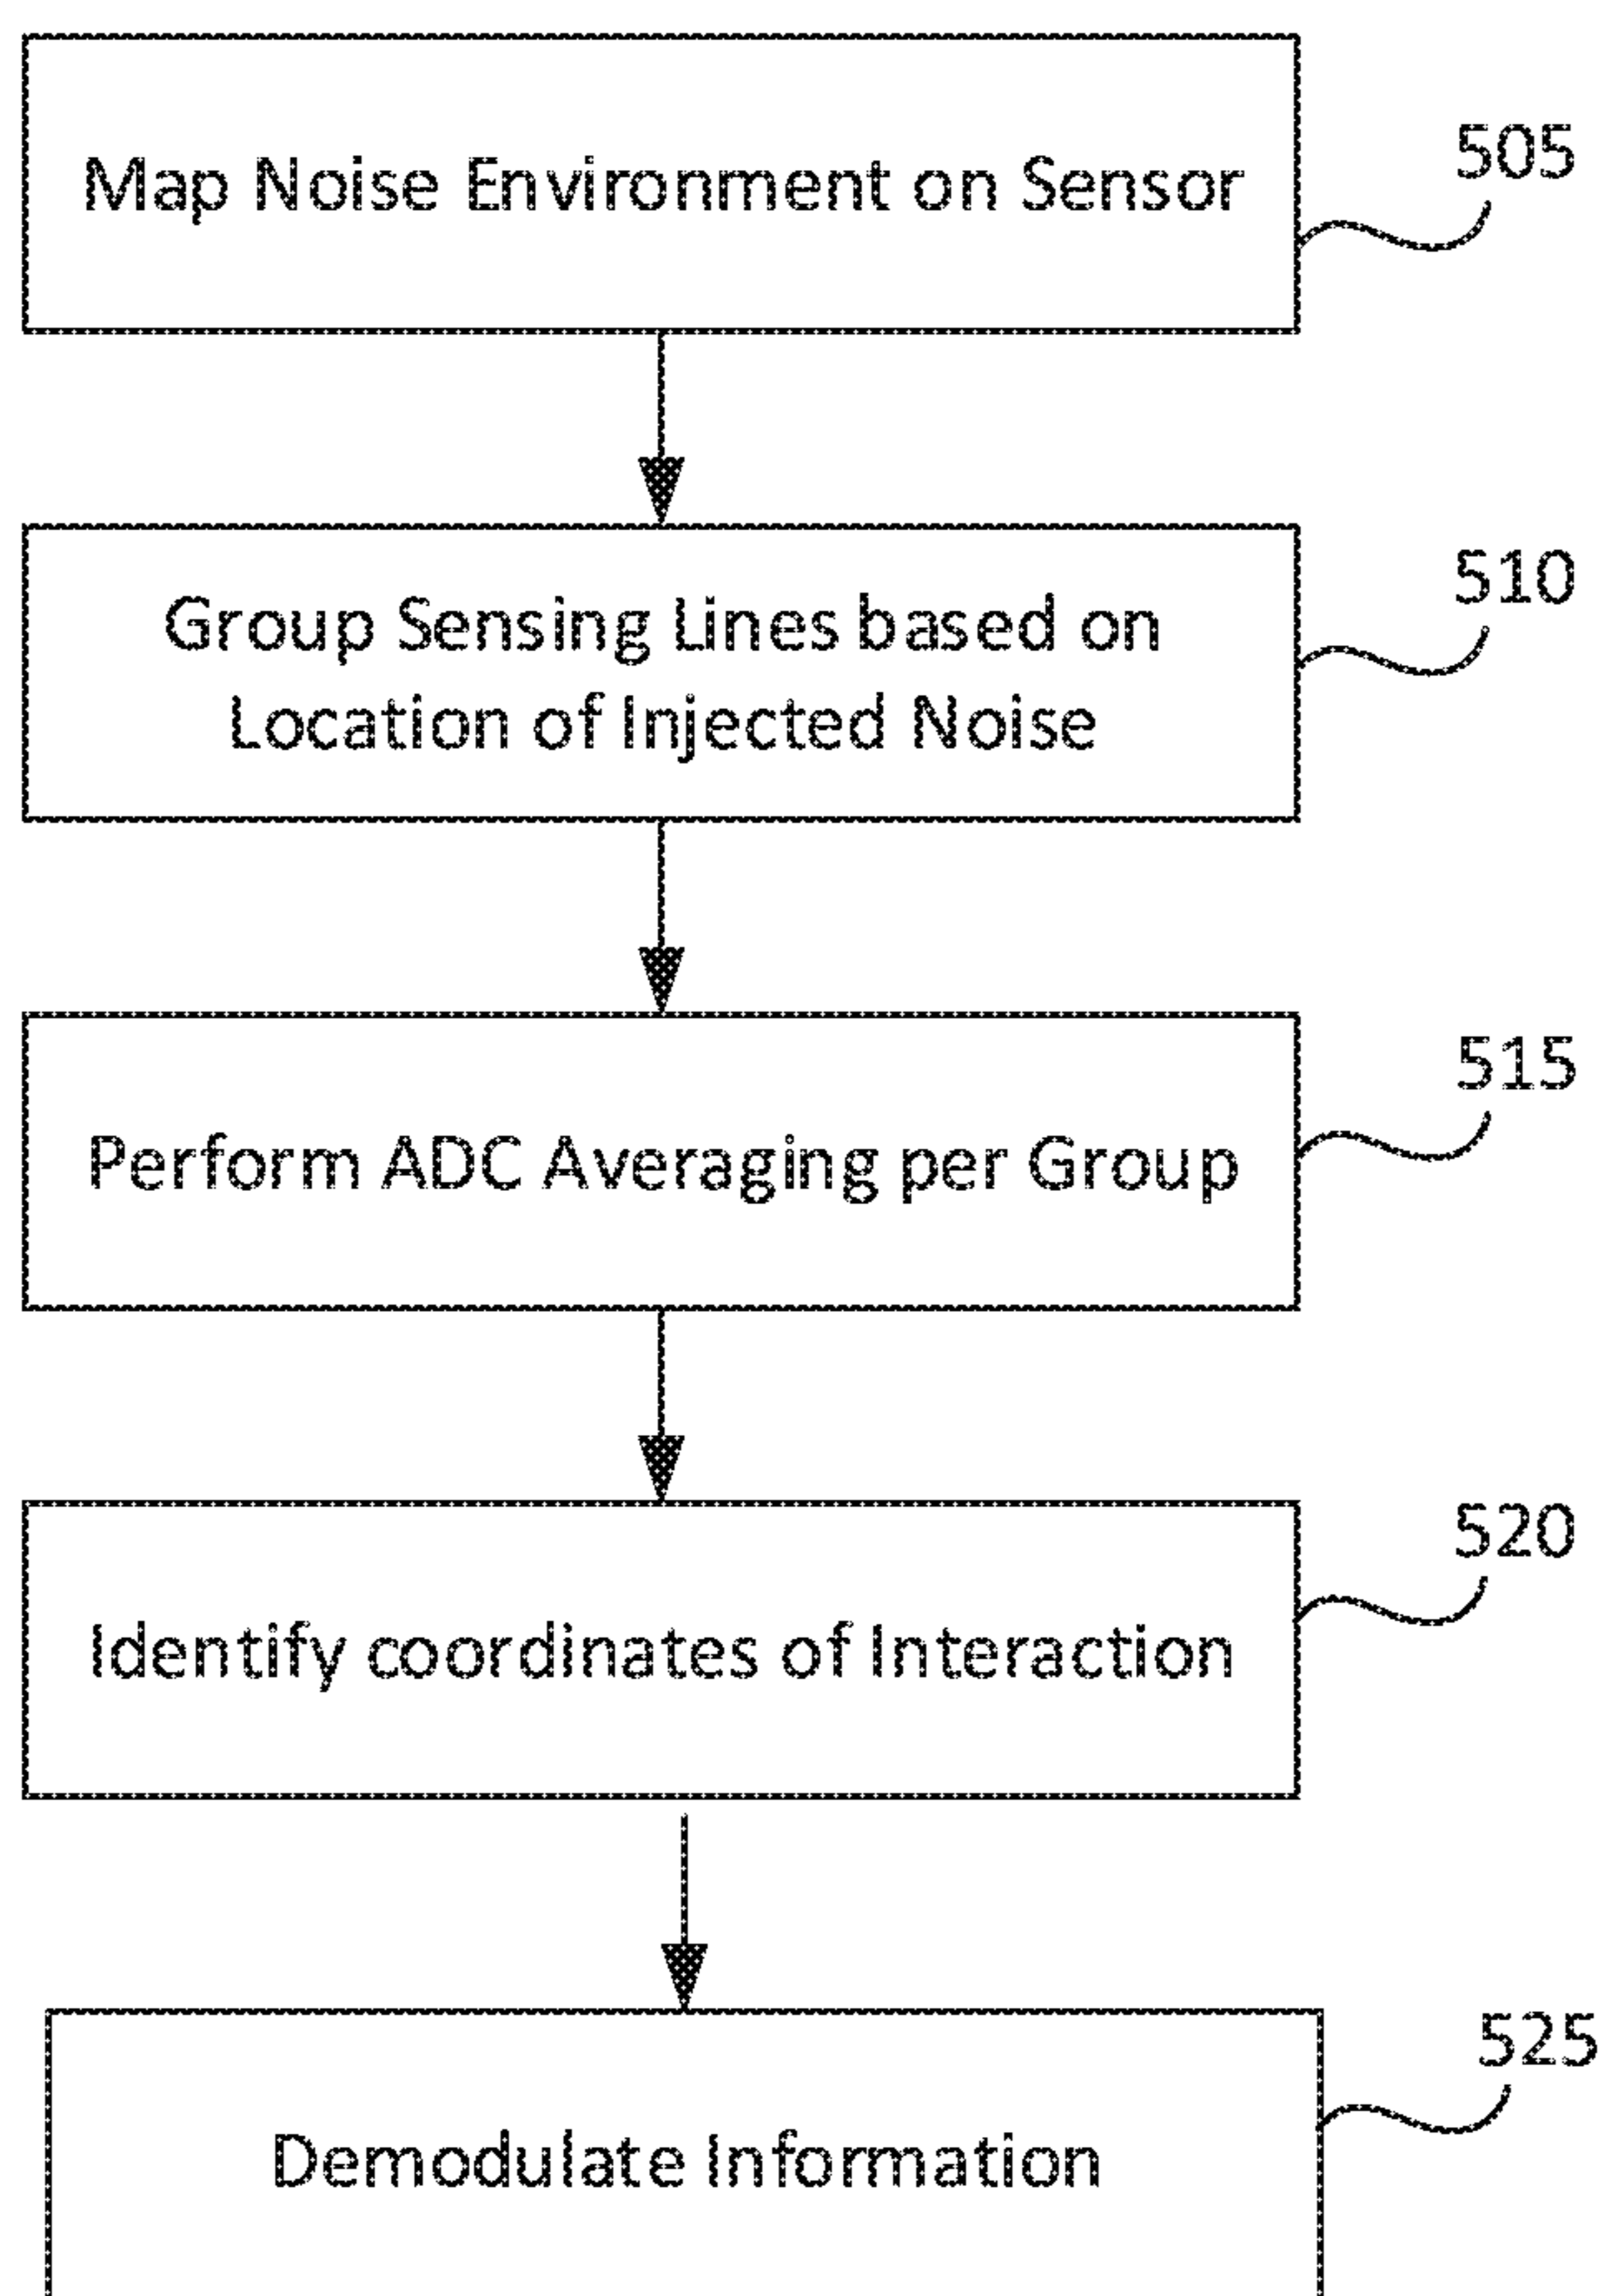 Map Noise Environment on Sensor
505
Group Sensing Lines based on
Location of Injected Noise
510
Perform ADC Averaging per Group
515
Identify coordinates of Interaction
520
Demodulate Information
525